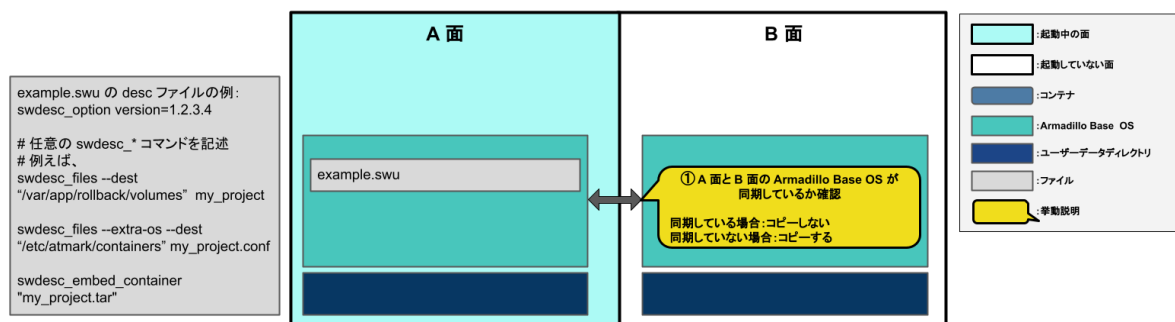 example.swu の desc ファイルの例：
swdesc_option version=1.2.3.4
# 任意の swdesc_* コマンドを記述
# 例えば、
swdesc_files --dest
“/var/app/rollback/volumes” my_project
swdesc_files --extra-os --dest
“/etc/atmark/containers” my_project.conf
swdesc_embed_container
"my_project.tar"
A 面
example.swu
B 面
① A 面と B 面の Armadillo Base OS が
同期しているか確認
同期している場合：コピーしない
同期していない場合：コピーする
：起動中の面
：起動していない面
：コンテナ
：Armadillo Base OS
：ユーザーデータディレクトリ
：ファイル
：挙動説明